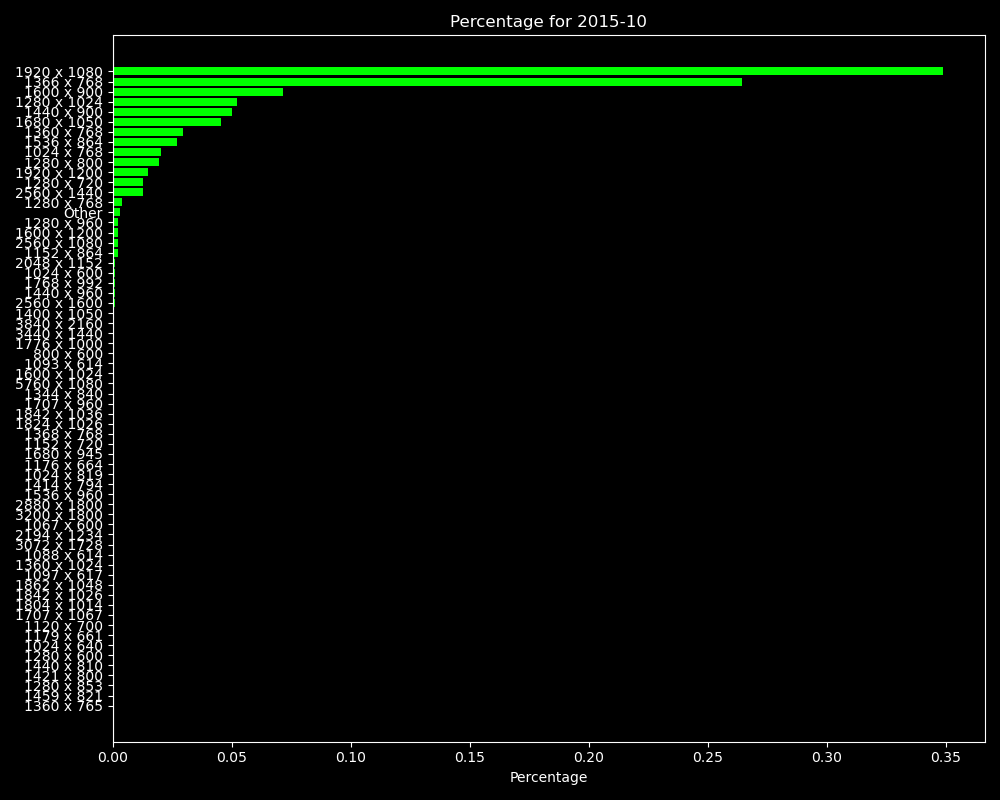 Percentage for 2015-10
1920 x 1080
1366 x 768
1600 x 900
1280 x 1024
1440 x 900
1680 x 1050
1360 x 768
1536 x 864
1024 x 768
1280 x 800
1920 x 1200
1280 x 720
2560 x 1440
1280 x 768
Other
1280 x 960
1600 x 1200
2560 x 1080
1152 x 864
2048 x 1152
1024 x 600
1768 x 992
1440 x 960
2560 x 1600
1400 x 1050
3840 x 2160
3440 x 1440
1776 x 1000
800 x 600
1093 x 614
1600 x 1024
5760 x 1080
1344 x 840
1707 x 960
1842 x 1036
1824 x 1026
1368 x 768
1152 x 720
1680 x 945
1176 x 664
1024 x 819
1414 x 794
1536 x 960
2880 x 1800
3200 x 1800
1067 x 600
2194 x 1234
3072 x 1728
1088 x 614
1360 x 1024
1097 x 617
1862 x 1048
1842 x 1026
1804 x 1014
1707 x 1067
1120 x 700
1179 x 661
1024 x 640
1280 x 600
1440 x 810
1421 x 800
1280 x 853
1459 x 821
1360 x 765
0.00 0.05 0.10 0.15 0.20 0.25 0.30 0.35
Percentage